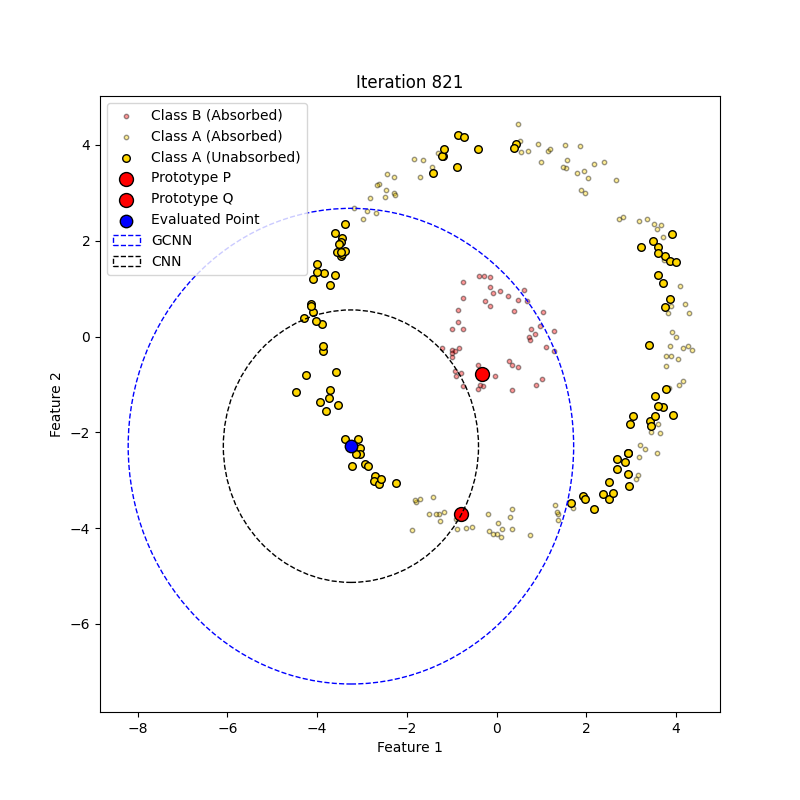 Iteration 821
Class B (Absorbed)
Class A (Absorbed)
Class A (Unabsorbed)
Prototype P
Prototype Q
Evaluated Point
GCNN
CNN
4
2
0
−2
−4
−6
Feature 2
−8
−6
−4
−2
0
2
4
Feature 1